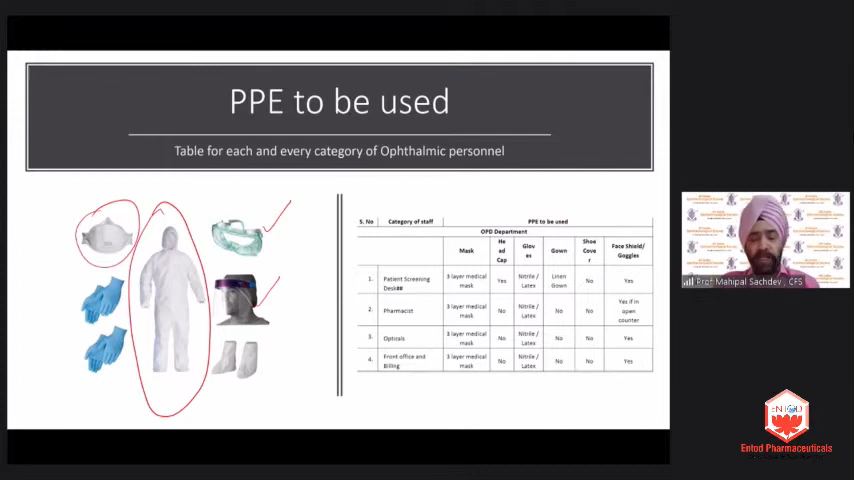 PPE to be used
Table for each and every category of Ophthalmic personnel
S. No Category of staff PPE to be used
OPD Department
Mask He ad Cap Glov es Gown Shoe Cove r Face Shield/ Goggles
1. Patient Screening Desk## 3 layer medical mask Yes Nitrile / Latex Linen Gown No Yes
2. Pharmacist 3 layer medical mask No Nitrile / Latex No No Yes if in open counter
3. Opticals 3 layer medical mask No Nitrile / Latex No No Yes
4. Front office and Billing 3 layer medical mask No Nitrile / Latex No No Yes
Prof Mahipal Sachdev , CFS
ENTOD
Entod Pharmaceuticals